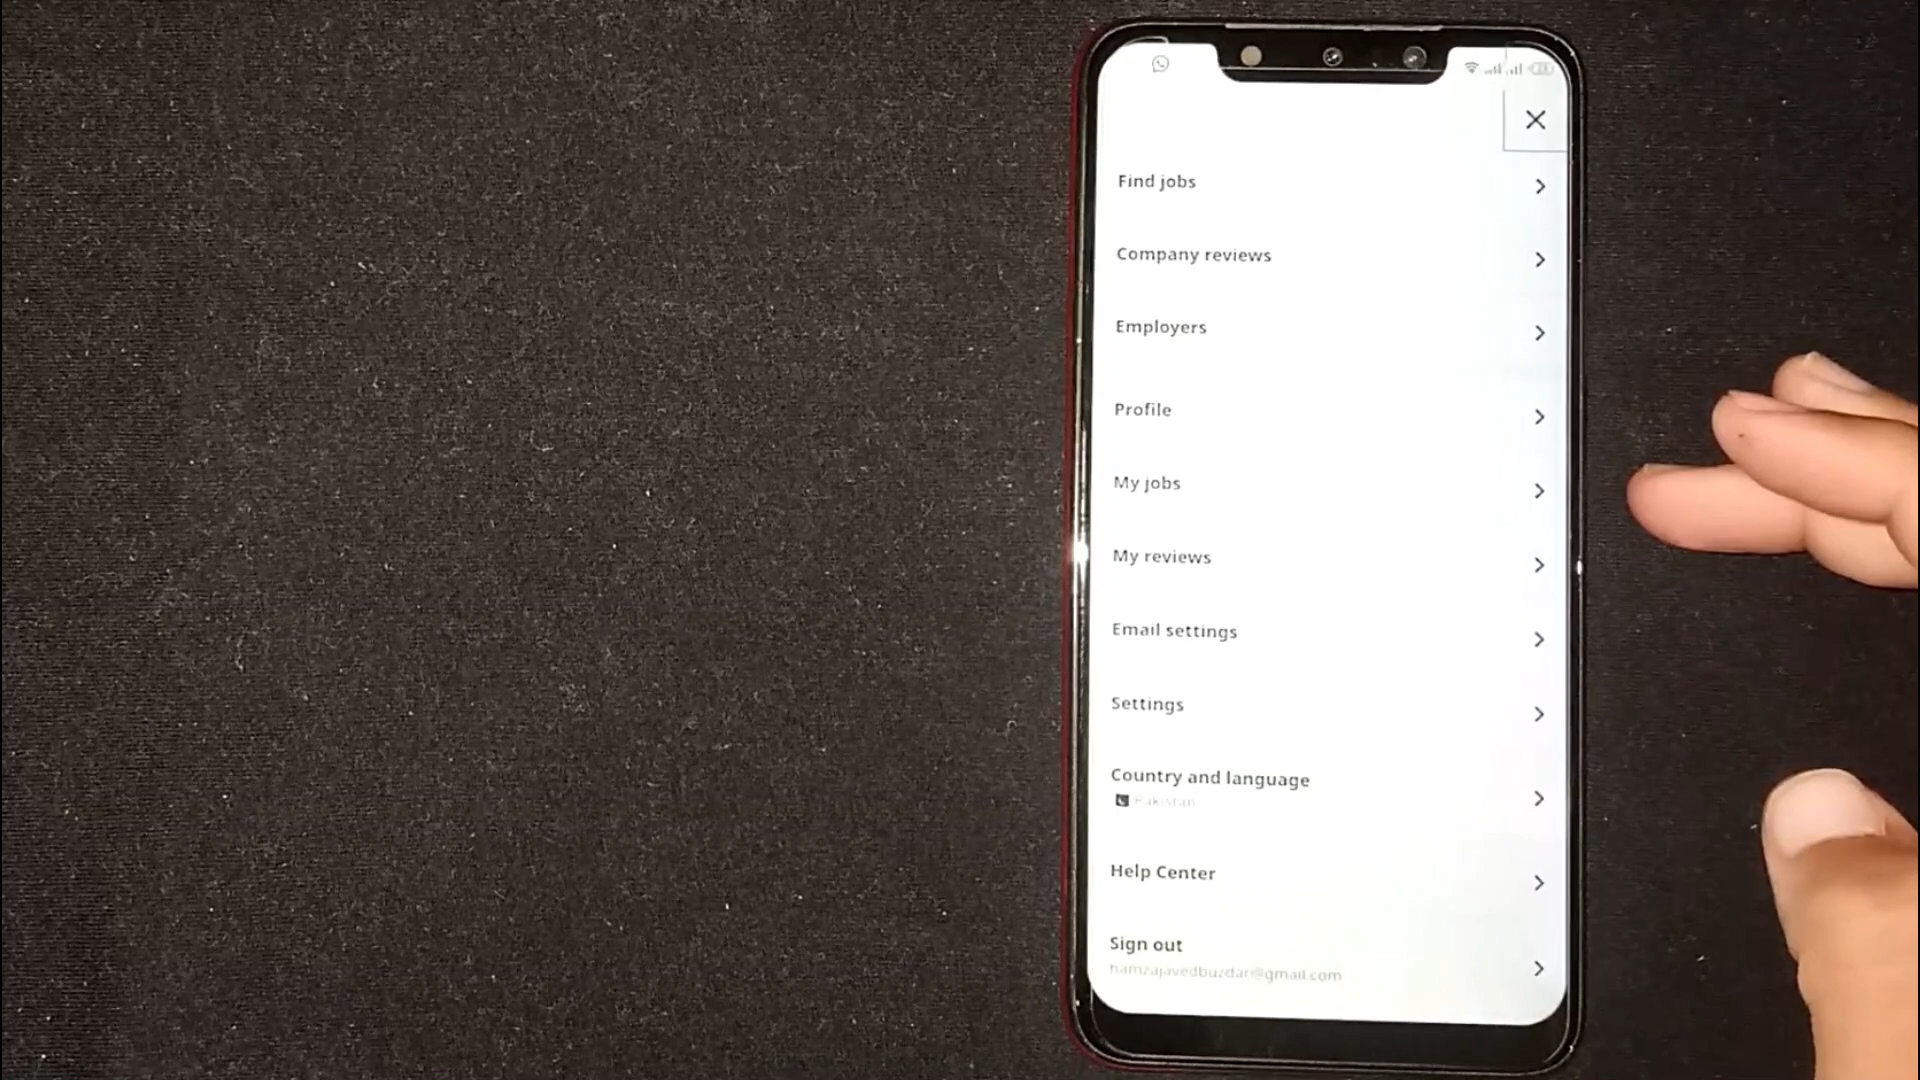 Find jobs
Company reviews
Employers
Profile
My jobs
My reviews
Email settings
Settings
Country and language
Pakistan
Help Center
Sign out
hamzajavedbuzdar@gmail.com